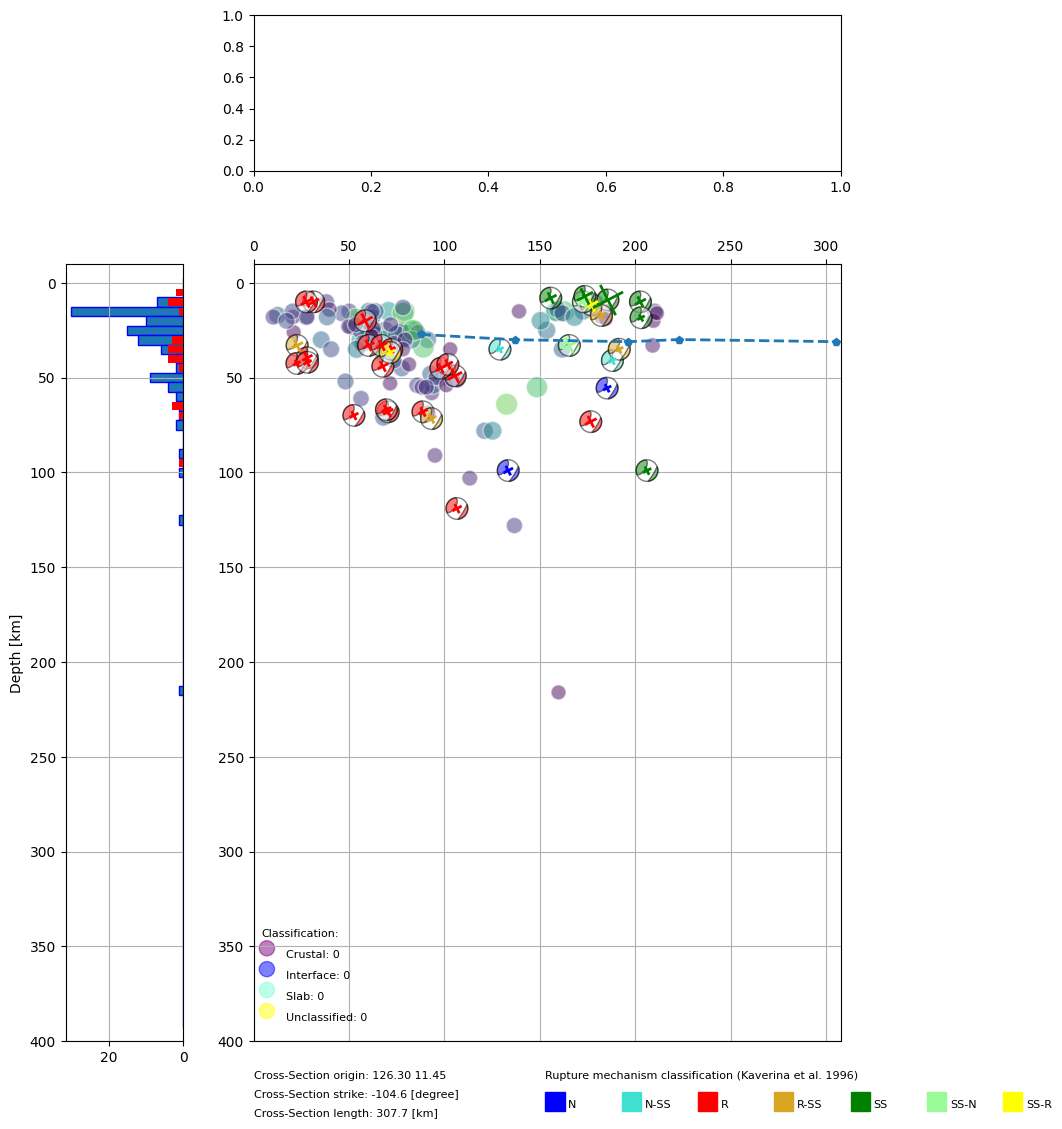 1.0
0.8
0.6
0.4
0.2
0.0
0.0 0.2 0.4 0.6 0.8 1.0
0 50 100 150 200 250 300
0 0
50 50
100 100
150 150
200 200
Depth [km]
250 250
300 300
350 350
400 400
20 0
Classification:
Crustal: 0
Interface: 0
Slab: 0
Unclassified: 0
Cross-Section origin: 126.30 11.45
Cross-Section strike: -104.6 [degree]
Cross-Section length: 307.7 [km]
Rupture mechanism classification (Kaverina et al. 1996)
N N-SS R R-SS SS SS-N SS-R